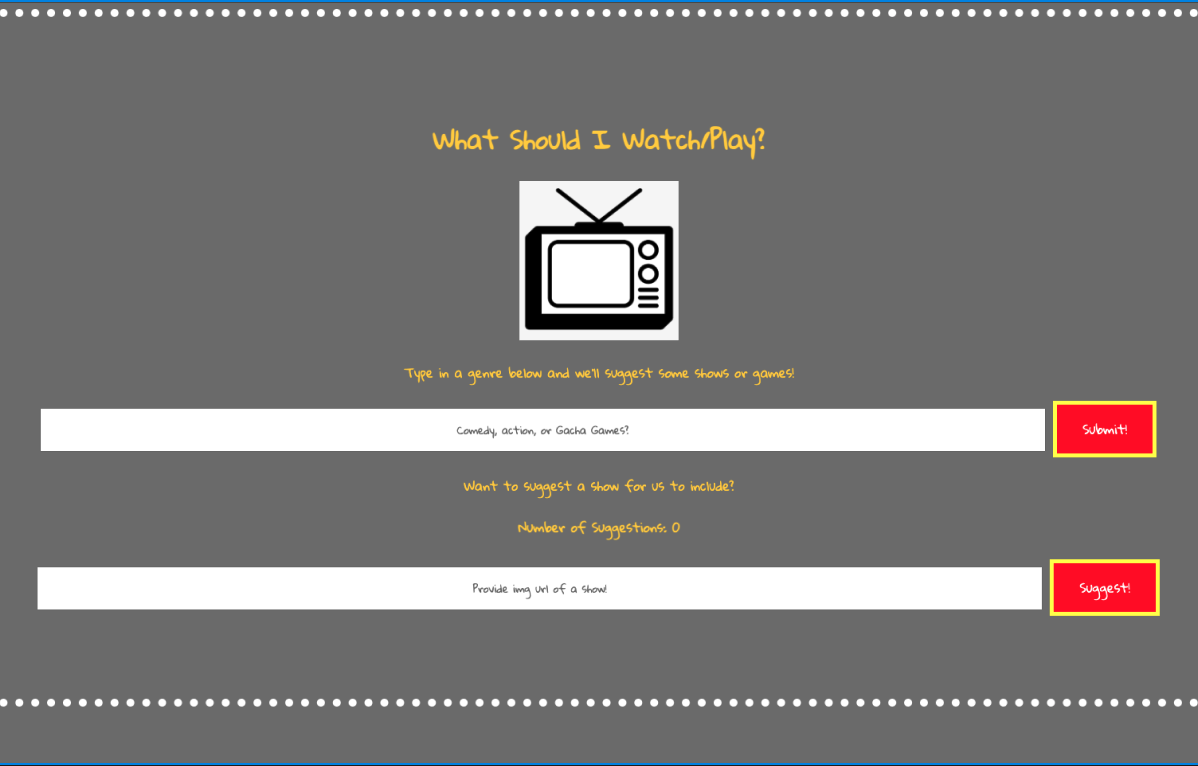 What Should I Watch/Play?
Type in a genre below and we'll suggest some shows or games!
Comedy, action, or Gacha Games?
Submit!
Want to suggest a show for us to include?
Number of Suggestions: 0
Provide img url of a show!
Suggest!